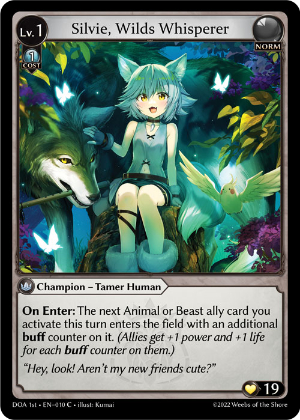 Lv.1
Silvie, Wilds Whisperer
NORM
1
COST
Champion – Tamer Human
On Enter: The next Animal or Beast ally card you
activate this turn enters the field with an additional
buff counter on it. (Allies get +1 power and +1 life
for each buff counter on them.)
“Hey, look! Aren’t my new friends cute?”
DOA 1st • EN-010 C • illust: Kumai
©2022 Weebs of the Shore
19